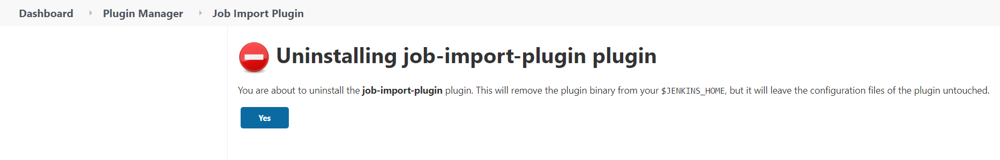 Dashboard Plugin Manager Job Import Plugin
Uninstalling job-import-plugin plugin
You are about to uninstall the job-import-plugin plugin. This will remove the plugin binary from your $JENKINS_HOME, but it will leave the configuration files of the plugin untouched.
Yes